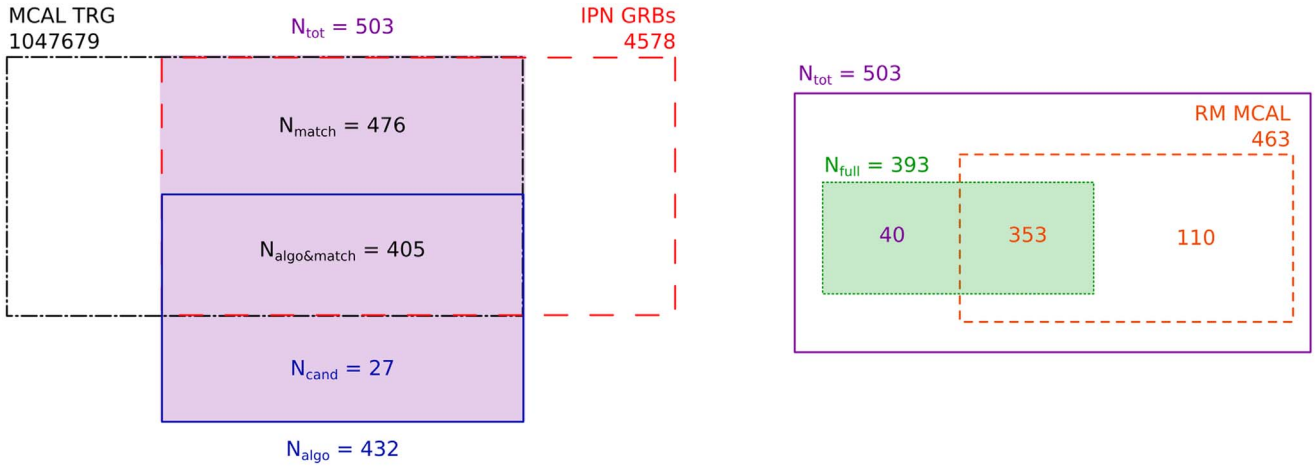 MCAL TRG
1047679
N_tot = 503
IPN GRBs
4578
N_match = 476
N_algo&match = 405
N_cand = 27
N_algo = 432
N_tot = 503
RM MCAL
463
N_full = 393
40
353
110